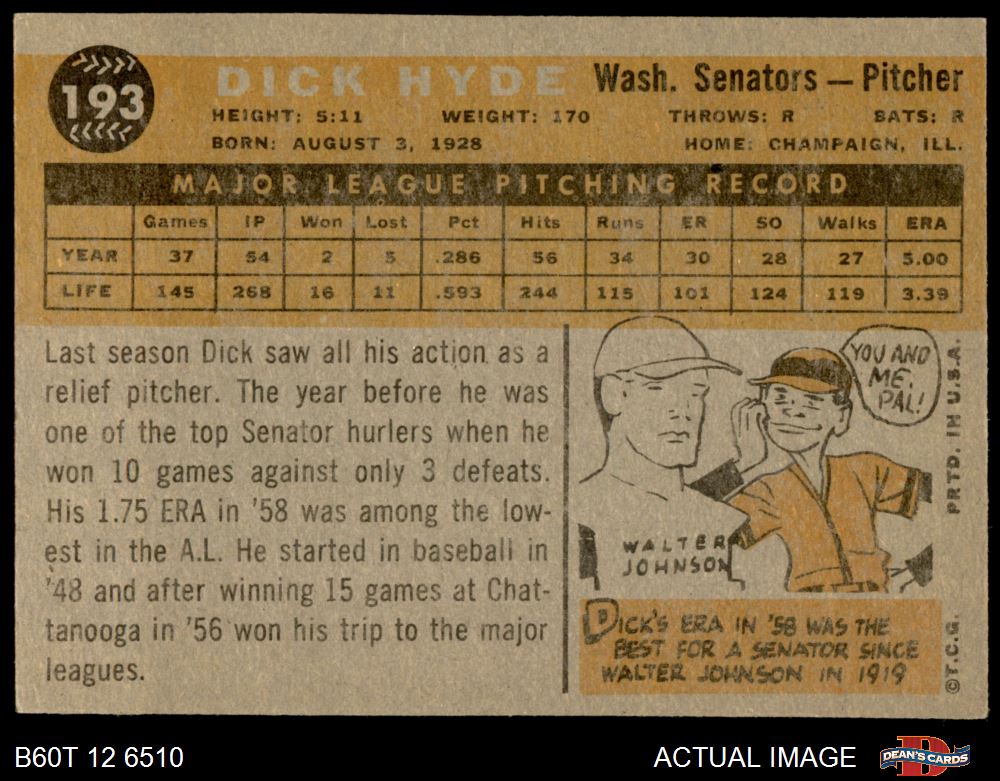 193
DICK HYDE Wash. Senators — Pitcher
HEIGHT: 5:11 WEIGHT: 170 THROWS: R BATS: R
BORN: AUGUST 3, 1928 HOME: CHAMPAIGN, ILL.
MAJOR LEAGUE PITCHING RECORD
Games IP Won Lost Pct Hits Runs ER SO Walks ERA
YEAR 37 54 2 5 .286 56 34 30 28 27 5.00
LIFE 145 268 16 11 .593 244 115 101 124 119 3.39
Last season Dick saw all his action as a
relief pitcher. The year before he was
one of the top Senator hurlers when he
won 10 games against only 3 defeats.
His 1.75 ERA in '58 was among the low-
est in the A.L. He started in baseball in
'48 and after winning 15 games at Chat-
tanooga in '56 won his trip to the major
leagues.
YOU AND
ME,
PAL!
WALTER
JOHNSON
DICK'S ERA IN '58 WAS THE
BEST FOR A SENATOR SINCE
WALTER JOHNSON IN 1919
©T.C.G. PRTD. IN U.S.A.
B60T 12 6510 ACTUAL IMAGE DEAN'S CARDS